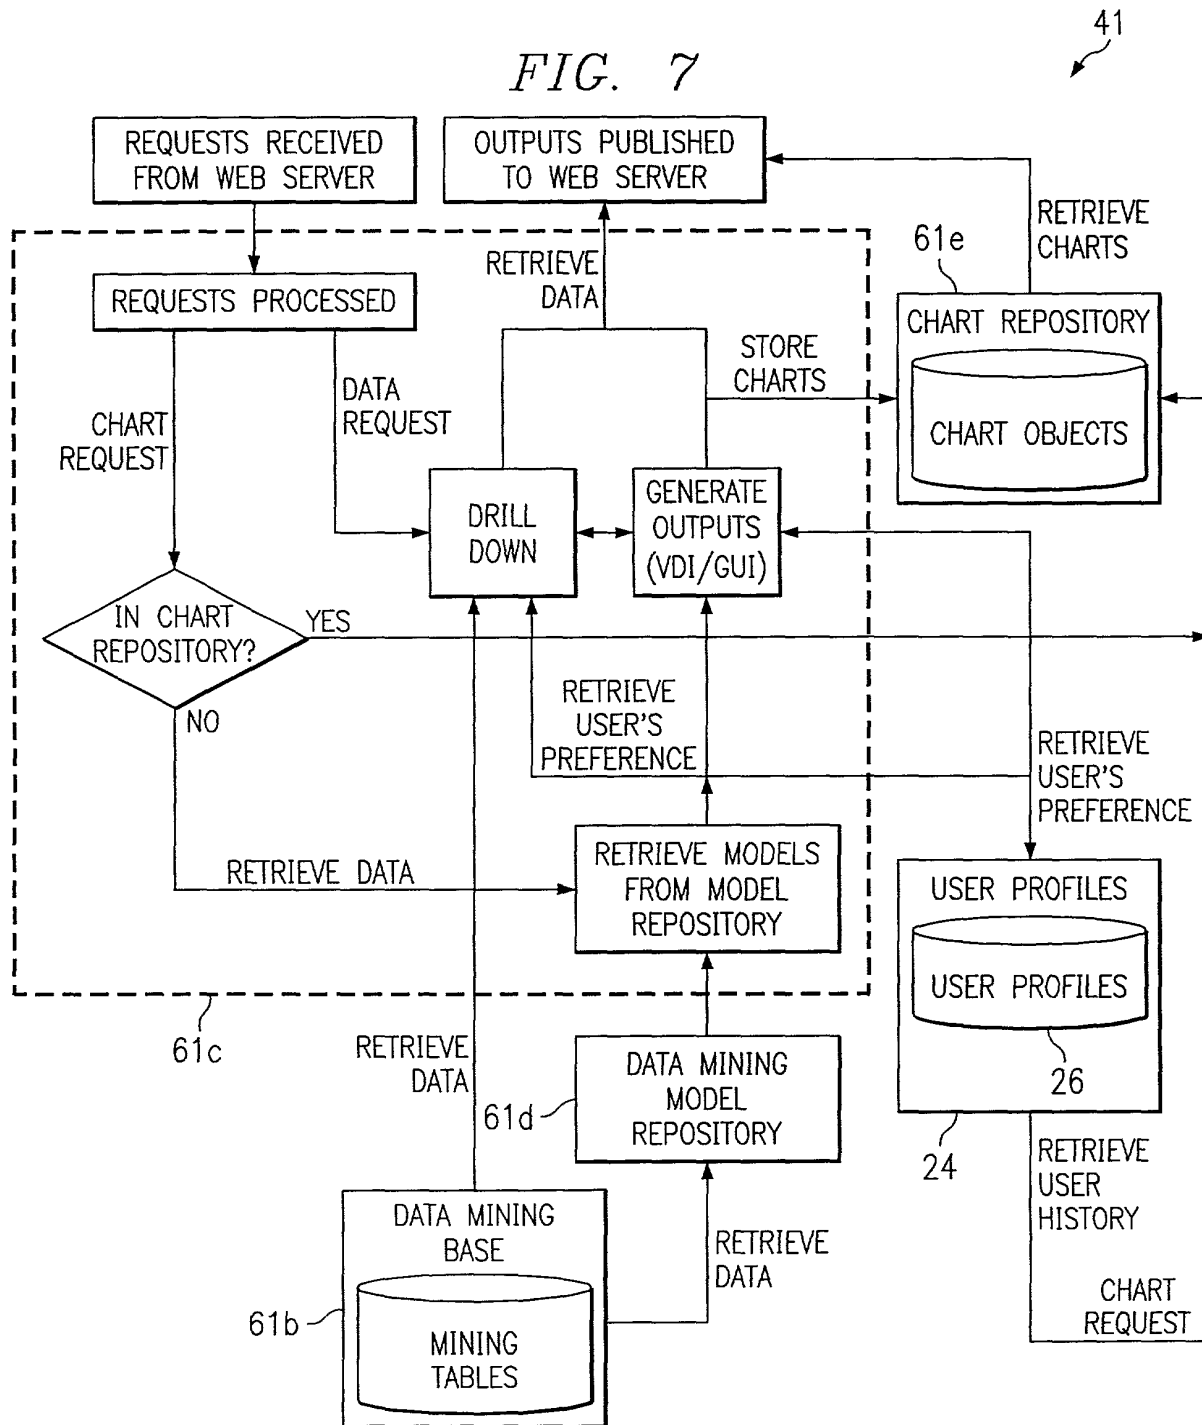 41
FIG. 7
REQUESTS RECEIVED
FROM WEB SERVER
OUTPUTS PUBLISHED
TO WEB SERVER
RETRIEVE
CHARTS
61e
RETRIEVE
DATA
REQUESTS PROCESSED
CHART REPOSITORY
CHART OBJECTS
STORE
CHARTS
DATA
REQUEST
CHART
REQUEST
DRILL
DOWN
GENERATE
OUTPUTS
(VDI/GUI)
IN CHART
REPOSITORY?
YES
NO
RETRIEVE
USER'S
PREFERENCE
RETRIEVE
USER'S
PREFERENCE
RETRIEVE DATA
RETRIEVE MODELS
FROM MODEL
REPOSITORY
USER PROFILES
USER PROFILES
26
24
61c
RETRIEVE
DATA
61d
DATA MINING
MODEL
REPOSITORY
RETRIEVE
USER
HISTORY
DATA MINING
BASE
MINING
TABLES
61b
RETRIEVE
DATA
CHART
REQUEST